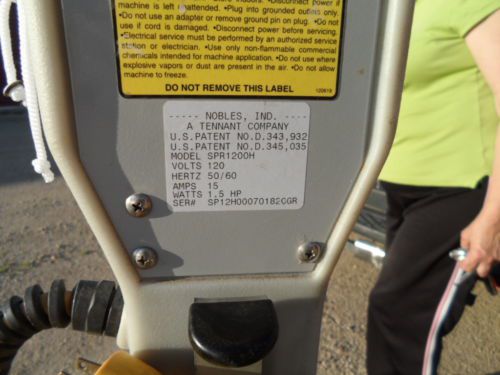 machine is left unattended. •Plug into grounded outlets only.
•Do not use an adapter or remove ground pin on plug. •Do not
use if cord is damaged. •Disconnect power before servicing.
•Electrical service must be performed by an authorized service
station or electrician. •Use only non-flammable commercial
chemicals intended for machine application. •Do not use where
explosive vapors or dust are present in the air. •Do not allow
machine to freeze.
DO NOT REMOVE THIS LABEL
----- NOBLES, IND. ----
A TENNANT COMPANY
U.S.PATENT NO.D.343,932
U.S.PATENT NO.D.345,035
MODEL SPR1200H
VOLTS 120
HERTZ 50/60
AMPS 15
WATTS 1.5 HP
SER# SP12H00070182CGR